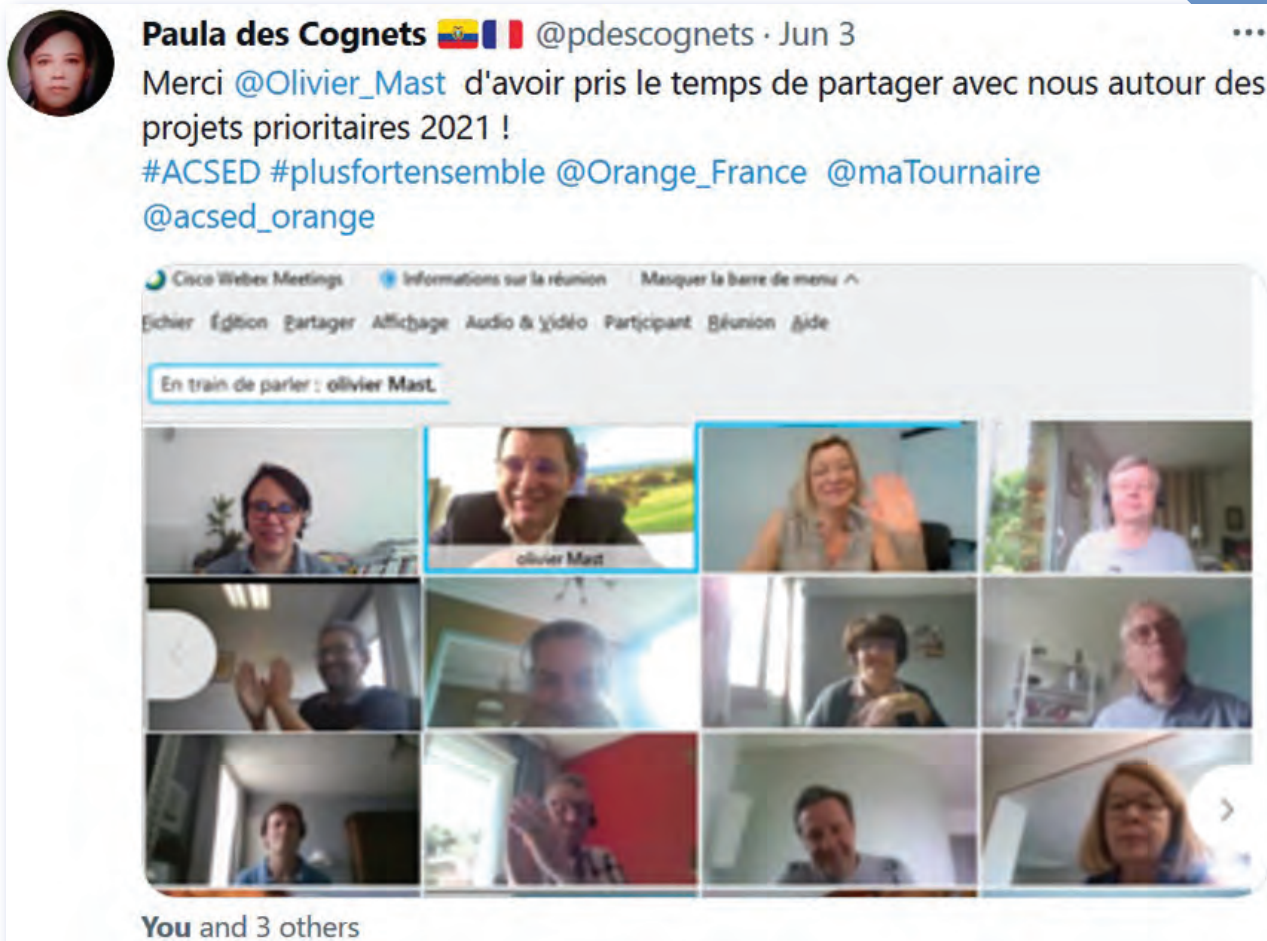 Paula des Cognets 🇪🇨🇫🇷 @pdescognets · Jun 3
Merci @Olivier_Mast d'avoir pris le temps de partager avec nous autour des
projets prioritaires 2021 !
#ACSED #plusfortensemble @Orange_France @maTournaire
@acsed_orange
Cisco Webex Meetings Informations sur la réunion Masquer la barre de menu
Fichier Édition Partager Affichage Audio & Vidéo Participant Réunion Aide
En train de parler : olivier Mast.
olivier Mast
You and 3 others